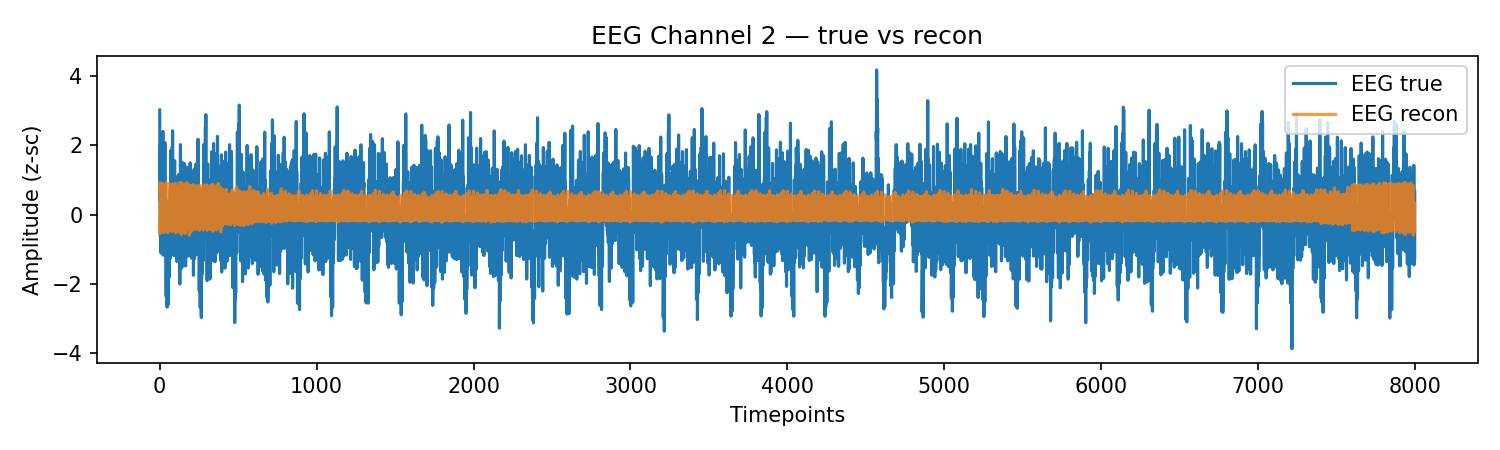 EEG Channel 2 — true vs recon
EEG true
EEG recon
Amplitude (z-sc)
4
2
0
−2
−4
0 1000 2000 3000 4000 5000 6000 7000 8000
Timepoints